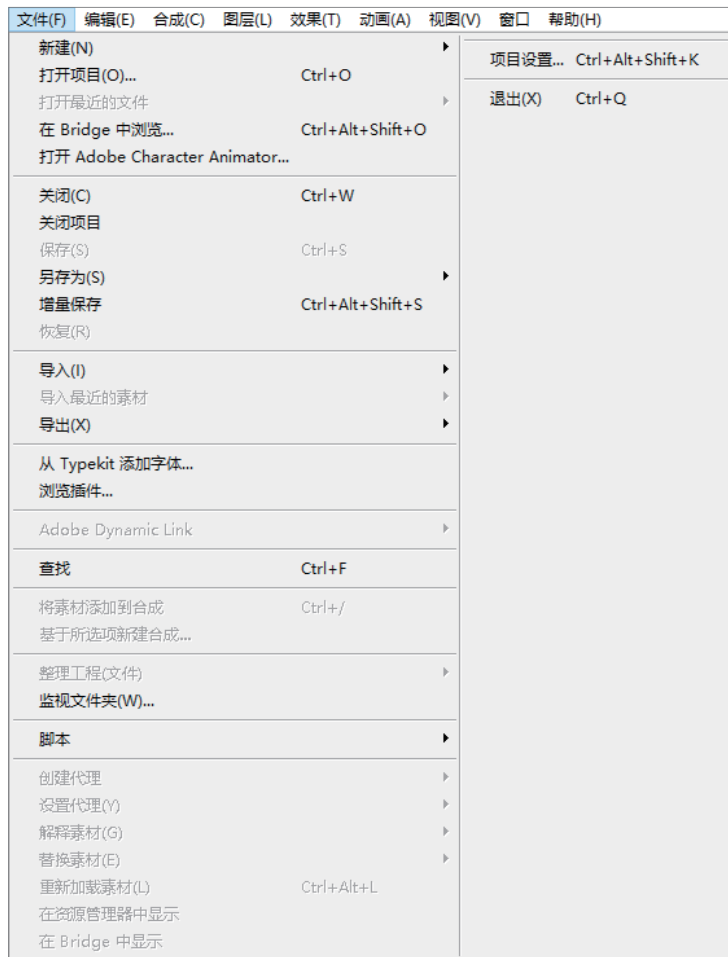 文件(F) 编辑(E) 合成(C) 图层(L) 效果(T) 动画(A) 视图(V) 窗口 帮助(H)
新建(N)
打开项目(O)... Ctrl+O
打开最近的文件
在 Bridge 中浏览... Ctrl+Alt+Shift+O
打开 Adobe Character Animator...
关闭(C) Ctrl+W
关闭项目
保存(S) Ctrl+S
另存为(S)
增量保存 Ctrl+Alt+Shift+S
恢复(R)
导入(I)
导入最近的素材
导出(X)
从 Typekit 添加字体...
浏览插件...
Adobe Dynamic Link
查找 Ctrl+F
将素材添加到合成 Ctrl+/
基于所选项新建合成...
整理工程(文件)
监视文件夹(W)...
脚本
创建代理
设置代理(Y)
解释素材(G)
替换素材(E)
重新加载素材(L) Ctrl+Alt+L
在资源管理器中显示
在 Bridge 中显示
项目设置... Ctrl+Alt+Shift+K
退出(X) Ctrl+Q